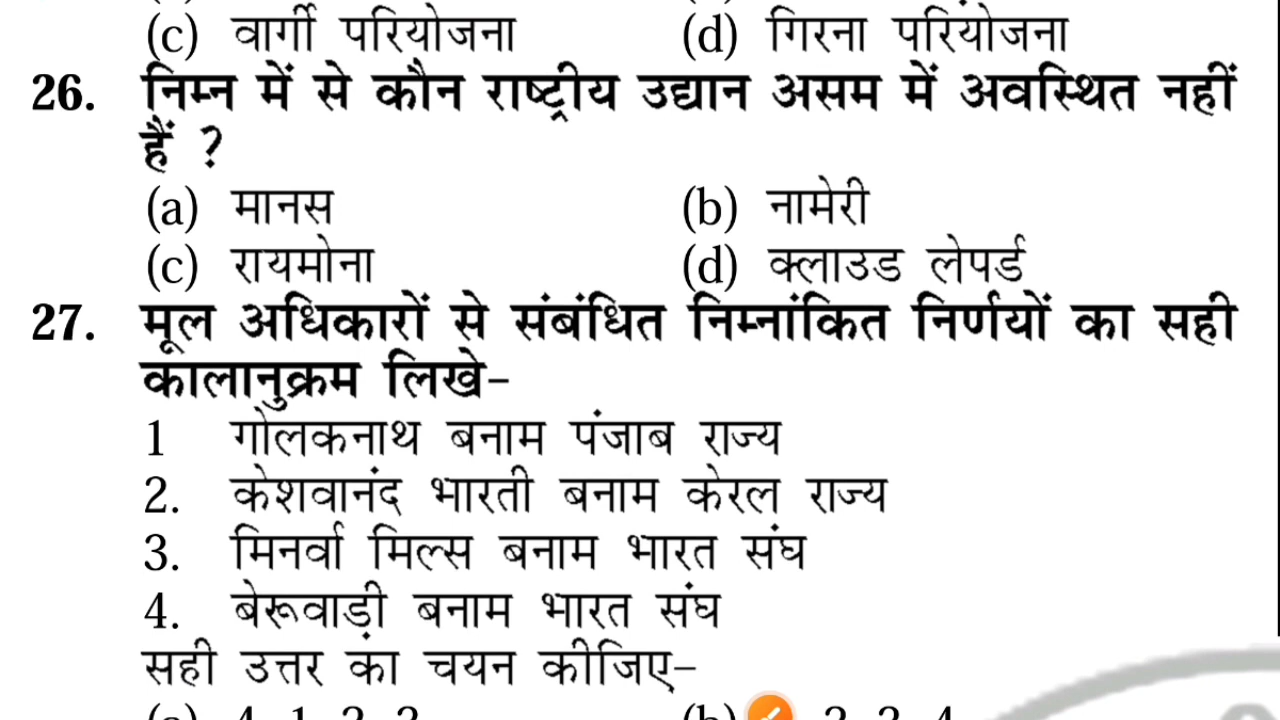 (c) वार्गी परियोजना (d) गिरना परियोजना
26. निम्न में से कौन राष्ट्रीय उद्यान असम में अवस्थित नहीं
हैं ?
(a) मानस (b) नामेरी
(c) रायमोना (d) क्लाउड लेपर्ड
27. मूल अधिकारों से संबंधित निम्नांकित निर्णयों का सही
कालानुक्रम लिखे-
1 गोलकनाथ बनाम पंजाब राज्य
2. केशवानंद भारती बनाम केरल राज्य
3. मिनर्वा मिल्स बनाम भारत संघ
4. बेरूवाड़ी बनाम भारत संघ
सही उत्तर का चयन कीजिए-